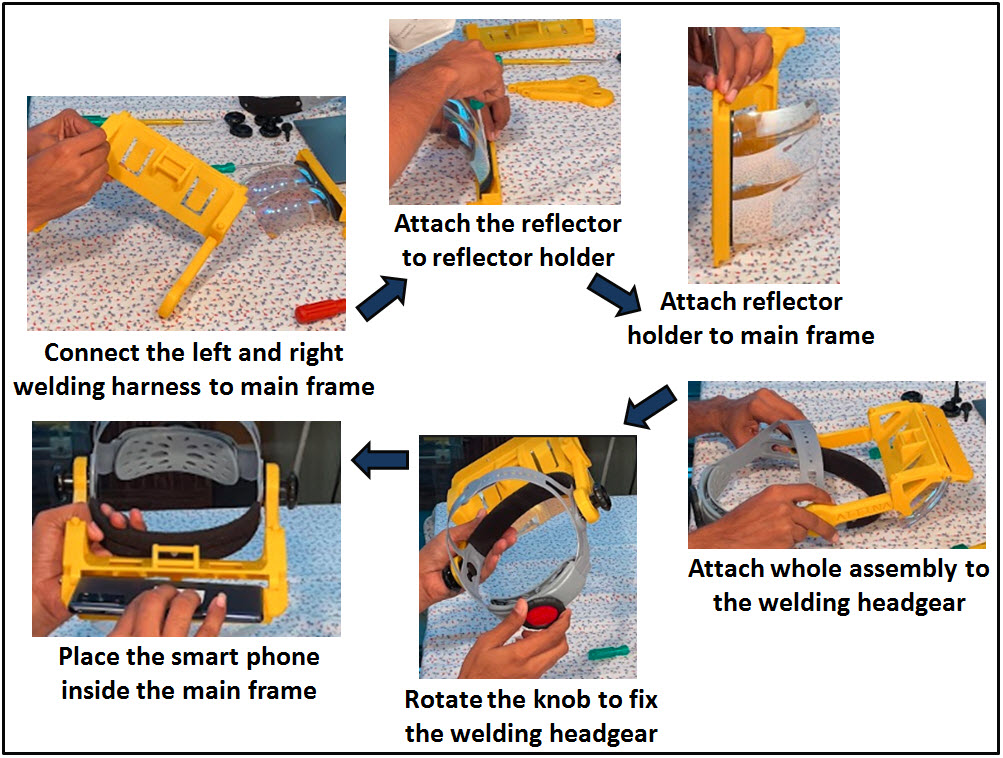 Attach the reflector
to reflector holder
Attach reflector
holder to main frame
Connect the left and right
welding harness to main frame
Attach whole assembly to
the welding headgear
Place the smart phone
inside the main frame
Rotate the knob to fix
the welding headgear